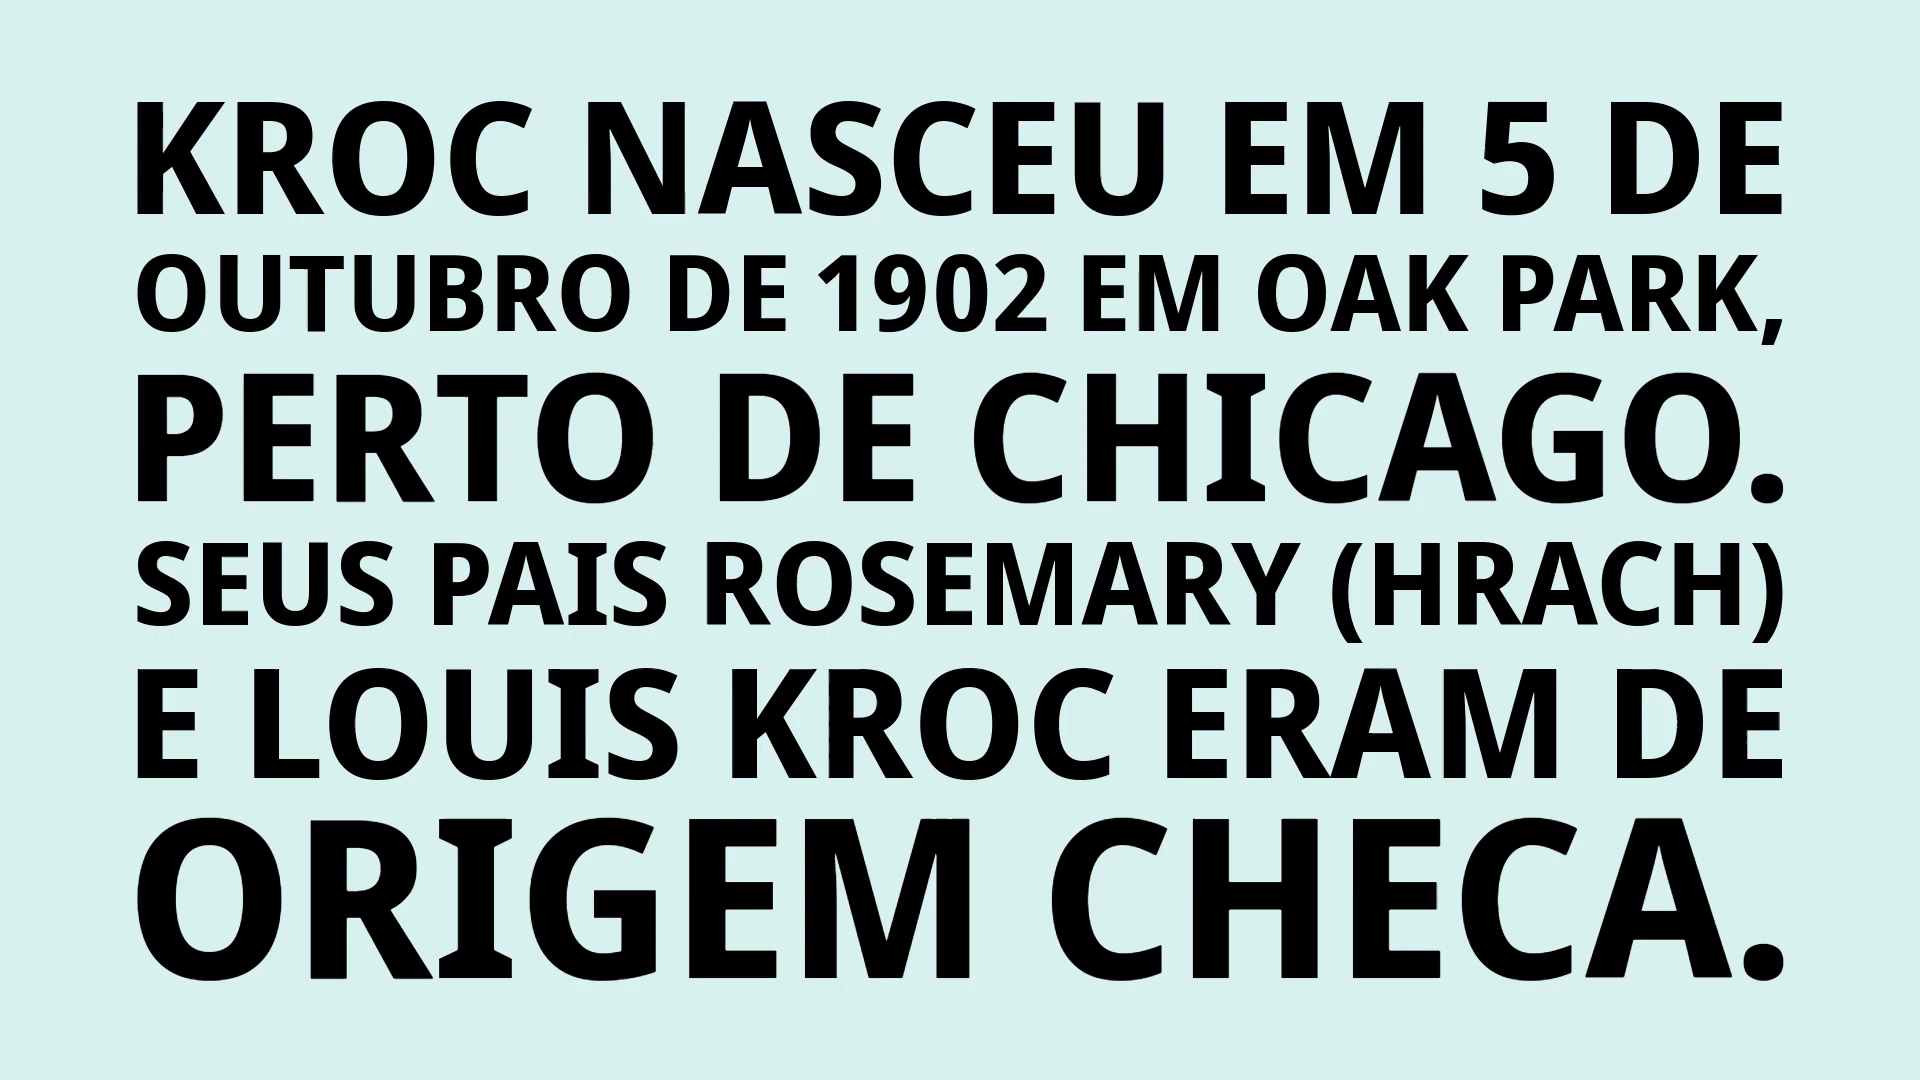 KROC NASCEU EM 5 DE
OUTUBRO DE 1902 EM OAK PARK,
PERTO DE CHICAGO.
SEUS PAIS ROSEMARY (HRACH)
E LOUIS KROC ERAM DE
ORIGEM CHECA.